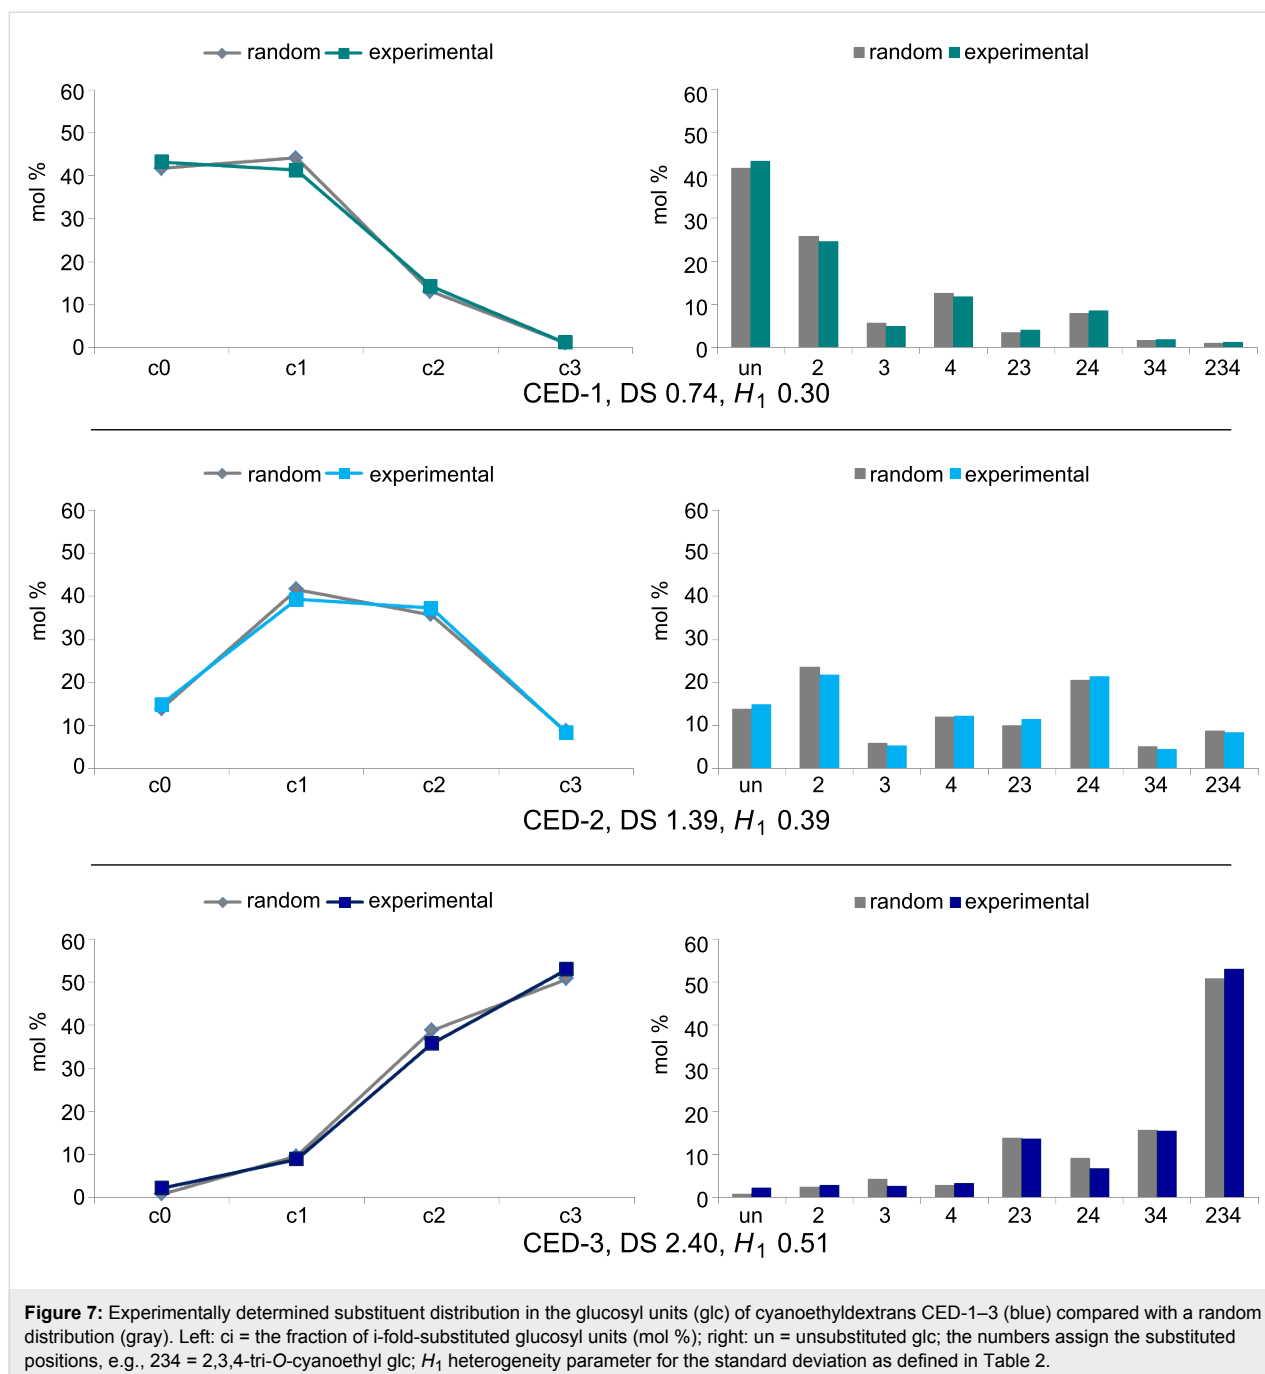 random experimental
random experimental
60
50
40
30
20
10
0
mol %
c0 c1 c2 c3
60
50
40
30
20
10
0
mol %
un 2 3 4 23 24 34 234
CED-1, DS 0.74, H1 0.30
random experimental
random experimental
60
50
40
30
20
10
0
mol %
c0 c1 c2 c3
60
50
40
30
20
10
0
mol %
un 2 3 4 23 24 34 234
CED-2, DS 1.39, H1 0.39
random experimental
random experimental
60
50
40
30
20
10
0
mol %
c0 c1 c2 c3
60
50
40
30
20
10
0
mol %
un 2 3 4 23 24 34 234
CED-3, DS 2.40, H1 0.51
Figure 7: Experimentally determined substituent distribution in the glucosyl units (glc) of cyanoethyldextrans CED-1–3 (blue) compared with a random
distribution (gray). Left: ci = the fraction of i-fold-substituted glucosyl units (mol %); right: un = unsubstituted glc; the numbers assign the substituted
positions, e.g., 234 = 2,3,4-tri-O-cyanoethyl glc; H1 heterogeneity parameter for the standard deviation as defined in Table 2.